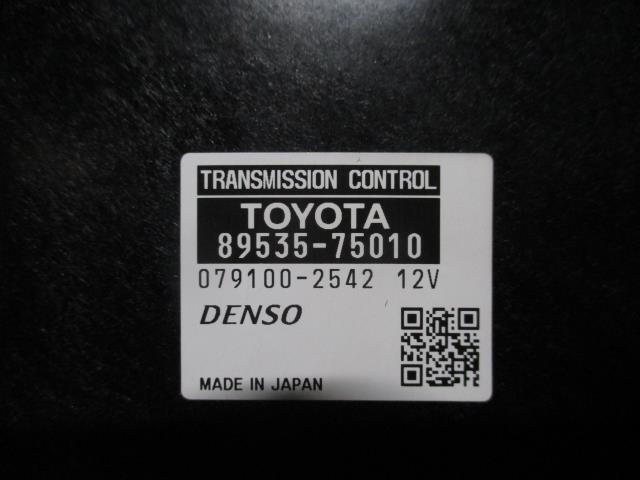 TRANSMISSION CONTROL
TOYOTA
89535-75010
079100-2542 12V
DENSO
MADE IN JAPAN